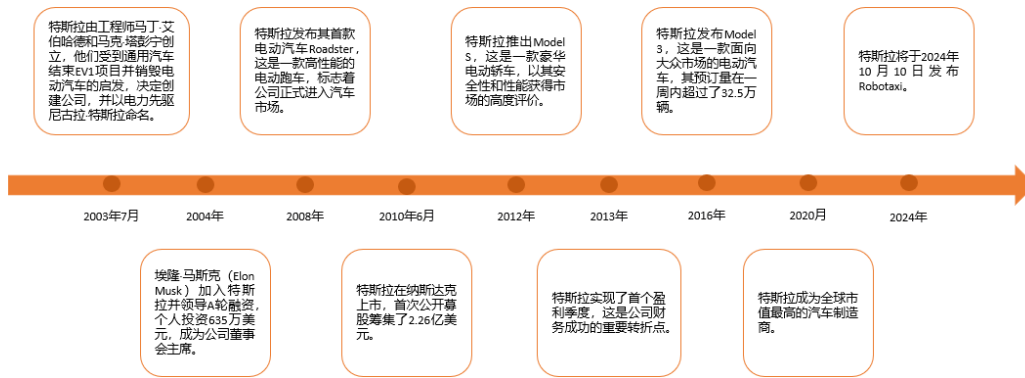 特斯拉由工程师马丁·艾
伯哈德和马克·塔彭宁创
立，他们受到通用汽车
结束EV1项目并销毁电
动汽车的启发，决定创
建公司，并以电力先驱
尼古拉·特斯拉命名。
特斯拉发布其首款
电动汽车Roadster，
这是一款高性能的
电动跑车，标志着
公司正式进入汽车
市场。
特斯拉推出Model
S，这是一款豪华
电动轿车，以其安
全性和性能获得市
场的高度评价。
特斯拉发布Model
3，这是一款面向
大众市场的电动汽
车，其预订量在一
周内超过了32.5万
辆。
特斯拉将于2024年
10月10日发布
Robotaxi。
2003年7月
2004年
2008年
2010年6月
2012年
2013年
2016年
2020月
2024年
埃隆·马斯克（Elon
Musk）加入特斯
拉并领导A轮融资，
个人投资635万美
元，成为公司董事
会主席。
特斯拉在纳斯达克
上市，首次公开募
股筹集了2.26亿美
元。
特斯拉实现了首个盈
利季度，这是公司财
务成功的重要转折点。
特斯拉成为全球市
值最高的汽车制造
商。